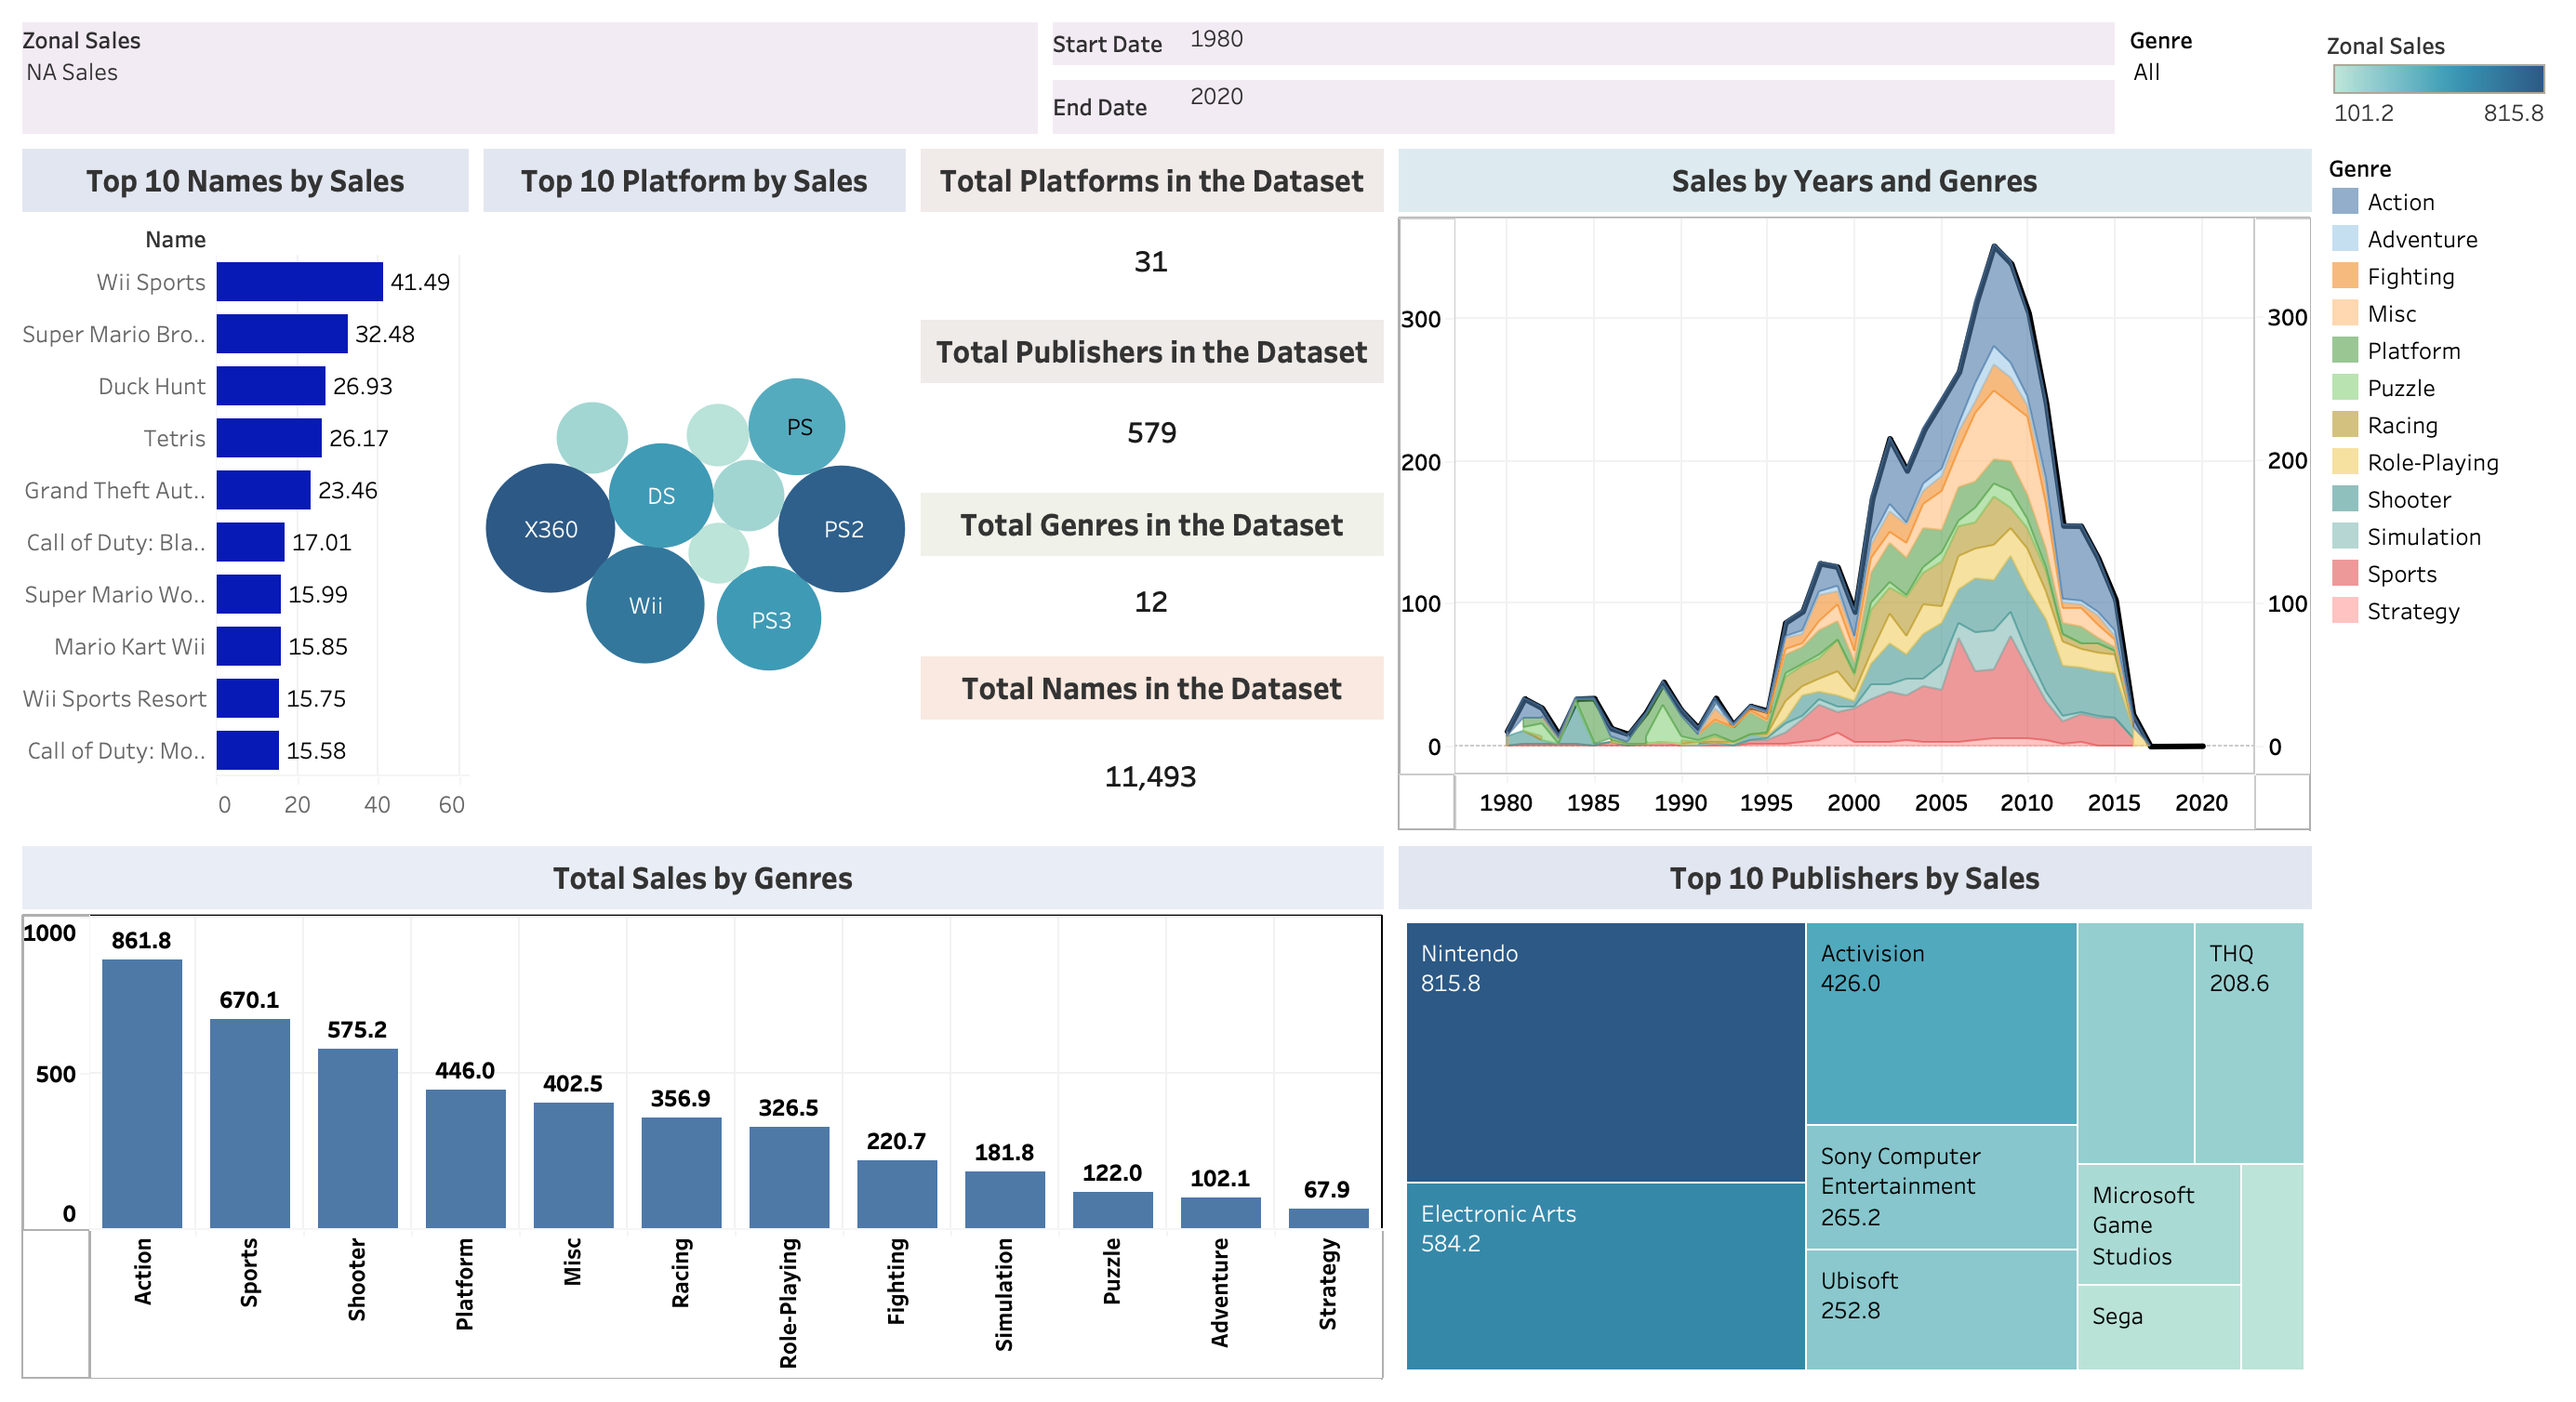 Zonal Sales
NA Sales
Start Date 1980
End Date 2020
Genre
All
Zonal Sales
101.2 815.8
Top 10 Names by Sales
Name
Wii Sports 41.49
Super Mario Bro.. 32.48
Duck Hunt 26.93
Tetris 26.17
Grand Theft Aut.. 23.46
Call of Duty: Bla.. 17.01
Super Mario Wo.. 15.99
Mario Kart Wii 15.85
Wii Sports Resort 15.75
Call of Duty: Mo.. 15.58
0 20 40 60
Top 10 Platform by Sales
PS
DS
X360
PS2
Wii
PS3
Total Platforms in the Dataset
31
Total Publishers in the Dataset
579
Total Genres in the Dataset
12
Total Names in the Dataset
11,493
Sales by Years and Genres
300 300
200 200
100 100
0 0
1980 1985 1990 1995 2000 2005 2010 2015 2020
Genre
Action
Adventure
Fighting
Misc
Platform
Puzzle
Racing
Role-Playing
Shooter
Simulation
Sports
Strategy
Total Sales by Genres
1000
500
0
861.8
670.1
575.2
446.0
402.5
356.9
326.5
220.7
181.8
122.0
102.1
67.9
Action
Sports
Shooter
Platform
Misc
Racing
Role-Playing
Fighting
Simulation
Puzzle
Adventure
Strategy
Top 10 Publishers by Sales
Nintendo
815.8
Electronic Arts
584.2
Activision
426.0
Sony Computer
Entertainment
265.2
Ubisoft
252.8
THQ
208.6
Microsoft
Game
Studios
Sega